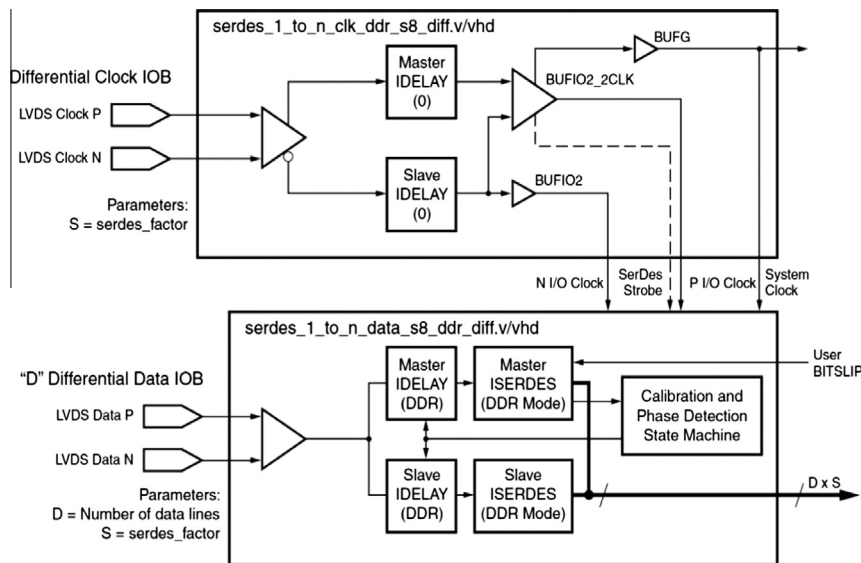 serdes_1_to_n_clk_ddr_s8_diff.v/vhd
BUFG
Differential Clock IOB
Master
IDELAY
(0)
BUFIO2_2CLK
LVDS Clock P
LVDS Clock N
Slave
IDELAY
(0)
BUFIO2
Parameters:
S = serdes_factor
N I/O Clock
SerDes
Strobe
P I/O Clock
System
Clock
serdes_1_to_n_data_s8_ddr_diff.v/vhd
"D" Differential Data IOB
Master
IDELAY
(DDR)
Master
ISERDES
(DDR Mode)
User
BITSLIP
Calibration and
Phase Detection
State Machine
LVDS Data P
LVDS Data N
Slave
IDELAY
(DDR)
Slave
ISERDES
(DDR Mode)
D x S
Parameters:
D = Number of data lines
S = serdes_factor